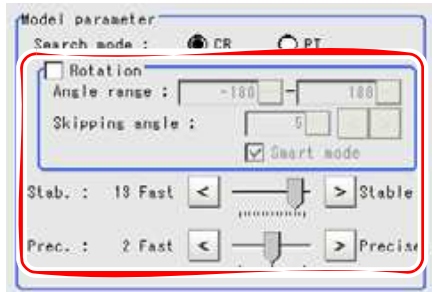 Model parameter
Search mode : CR PT
Rotation
Angle range : -180 - 180
Skipping angle : 5
Smart mode
Stab. : 13 Fast < > Stable
Prec. : 2 Fast < > Precise